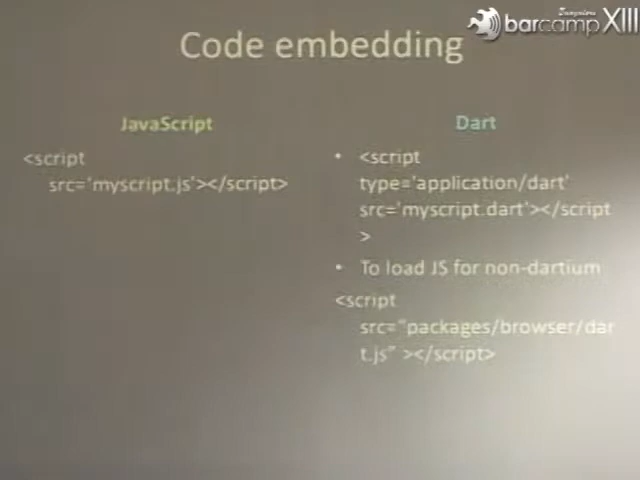 barcamp XIII
Code embedding
JavaScript
<script
src='myscript.js'></script>
Dart
• <script
type='application/dart'
src='myscript.dart'></script
>
• To load JS for non-dartium
<script
src="packages/browser/dar
t.js" ></script>